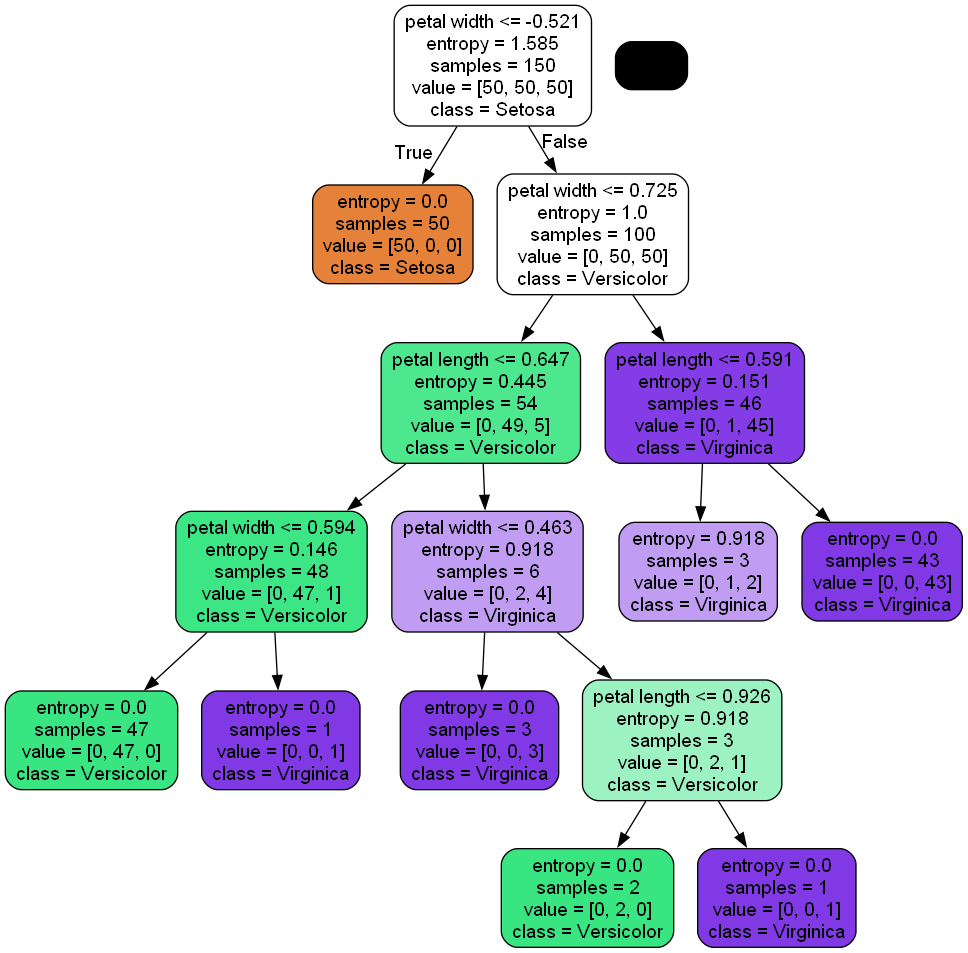 petal width <= -0.521
entropy = 1.585
samples = 150
value = [50, 50, 50]
class = Setosa
True
False
entropy = 0.0
samples = 50
value = [50, 0, 0]
class = Setosa
petal width <= 0.725
entropy = 1.0
samples = 100
value = [0, 50, 50]
class = Versicolor
petal length <= 0.647
entropy = 0.445
samples = 54
value = [0, 49, 5]
class = Versicolor
petal length <= 0.591
entropy = 0.151
samples = 46
value = [0, 1, 45]
class = Virginica
petal width <= 0.594
entropy = 0.146
samples = 48
value = [0, 47, 1]
class = Versicolor
petal width <= 0.463
entropy = 0.918
samples = 6
value = [0, 2, 4]
class = Virginica
entropy = 0.918
samples = 3
value = [0, 1, 2]
class = Virginica
entropy = 0.0
samples = 43
value = [0, 0, 43]
class = Virginica
entropy = 0.0
samples = 47
value = [0, 47, 0]
class = Versicolor
entropy = 0.0
samples = 1
value = [0, 0, 1]
class = Virginica
entropy = 0.0
samples = 3
value = [0, 0, 3]
class = Virginica
petal length <= 0.926
entropy = 0.918
samples = 3
value = [0, 2, 1]
class = Versicolor
entropy = 0.0
samples = 2
value = [0, 2, 0]
class = Versicolor
entropy = 0.0
samples = 1
value = [0, 0, 1]
class = Virginica